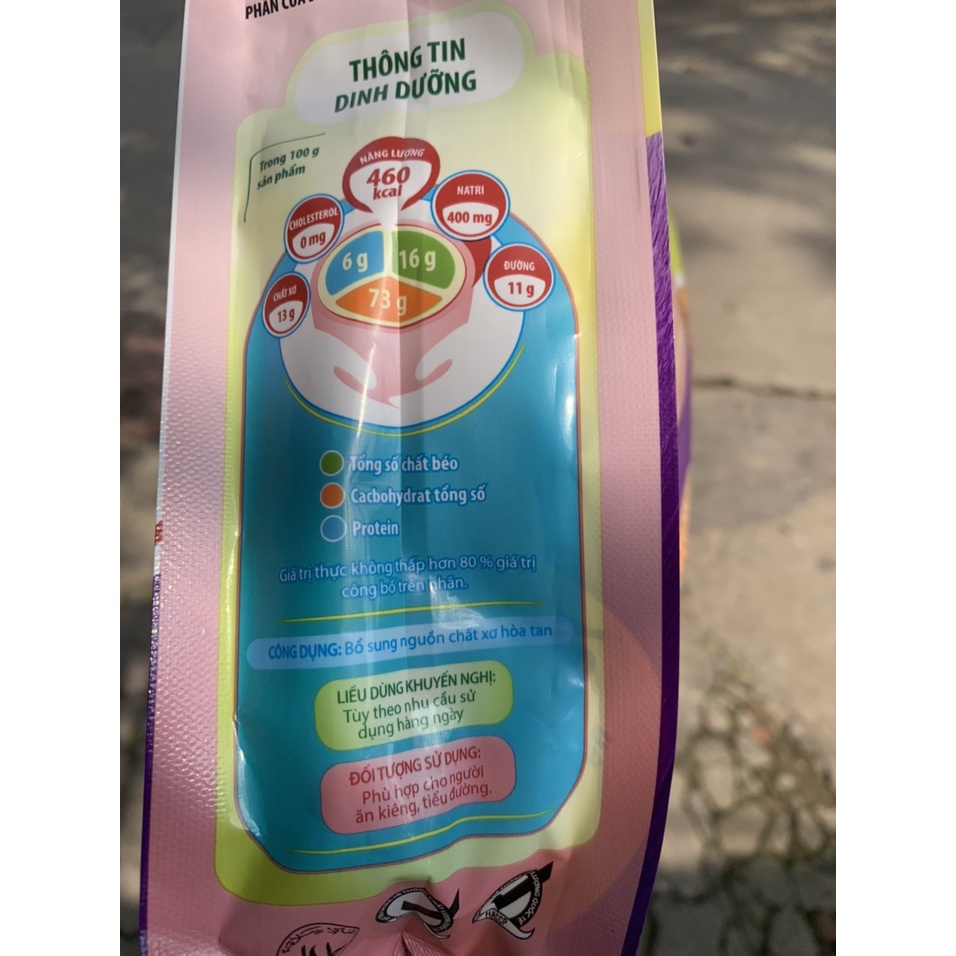 PHẦN CỦA
THÔNG TIN
DINH DƯỠNG
Trong 100 g
sản phẩm
NĂNG LƯỢNG
460
kcal
NATRI
400 mg
CHOLESTEROL
0 mg
6 g
16 g
ĐƯỜNG
11 g
CHẤT XƠ
13 g
73 g
Tổng số chất béo
Cacbohydrat tổng số
Protein
Giá trị thực không thấp hơn 80 % giá trị
công bố trên nhãn.
CÔNG DỤNG: Bổ sung nguồn chất xơ hòa tan
LIỀU DÙNG KHUYẾN NGHỊ:
Tùy theo nhu cầu sử
dụng hàng ngày
ĐỐI TƯỢNG SỬ DỤNG:
Phù hợp cho người
ăn kiêng, tiểu đường.
HACCP